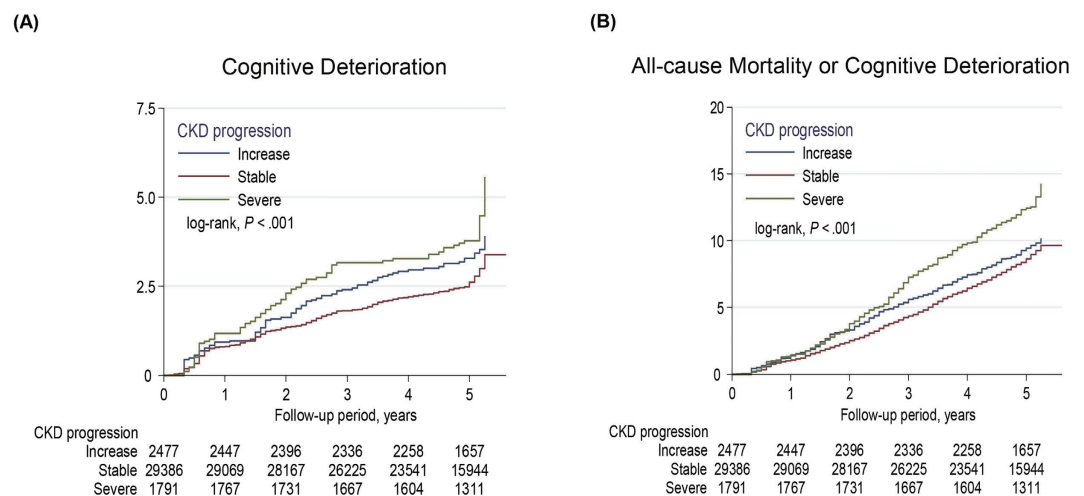 (A)
Cognitive Deterioration
7.5
5.0
2.5
0
CKD progression
Increase
Stable
Severe
log-rank, P < .001
0 1 2 3 4 5
Follow-up period, years
CKD progression
Increase 2477 2447 2396 2336 2258 1657
Stable 29386 29069 28167 26225 23541 15944
Severe 1791 1767 1731 1667 1604 1311
(B)
All-cause Mortality or Cognitive Deterioration
20
15
10
5
0
CKD progression
Increase
Stable
Severe
log-rank, P < .001
0 1 2 3 4 5
Follow-up period, years
CKD progression
Increase 2477 2447 2396 2336 2258 1657
Stable 29386 29069 28167 26225 23541 15944
Severe 1791 1767 1731 1667 1604 1311